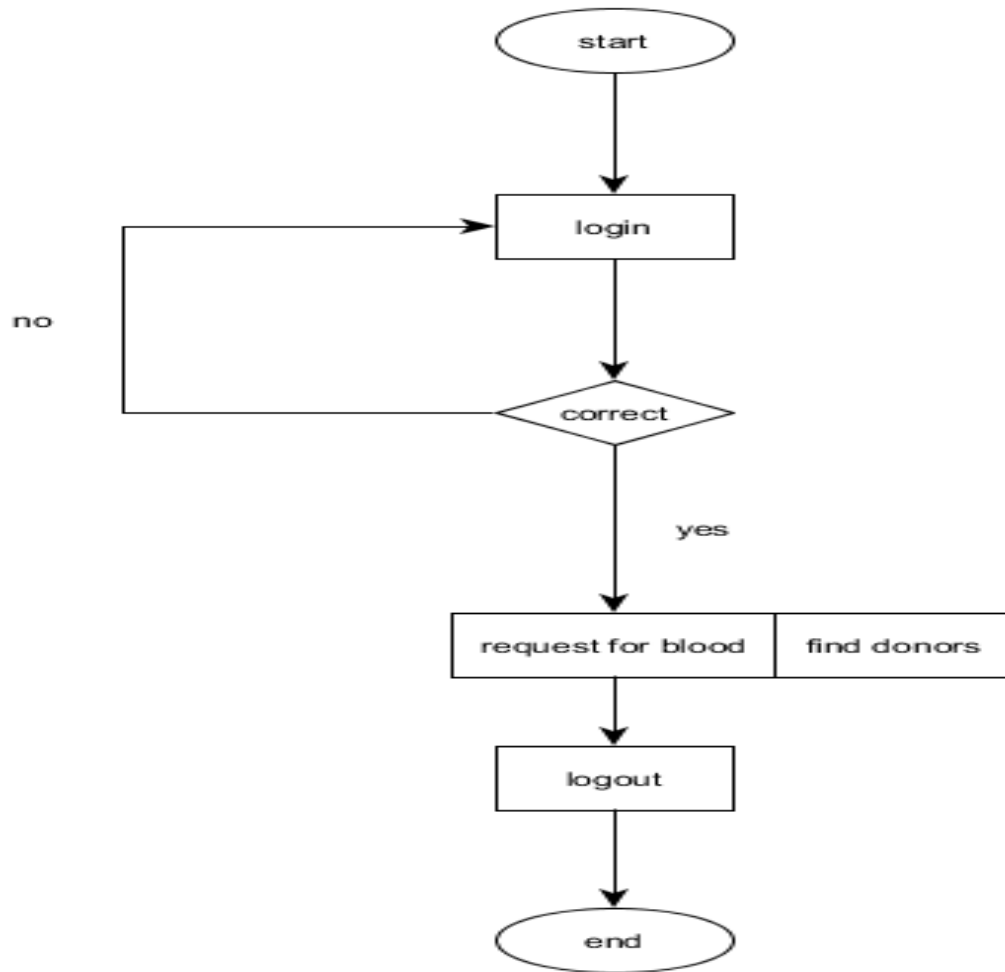 start
login
no
correct
yes
request for blood
find donors
logout
end